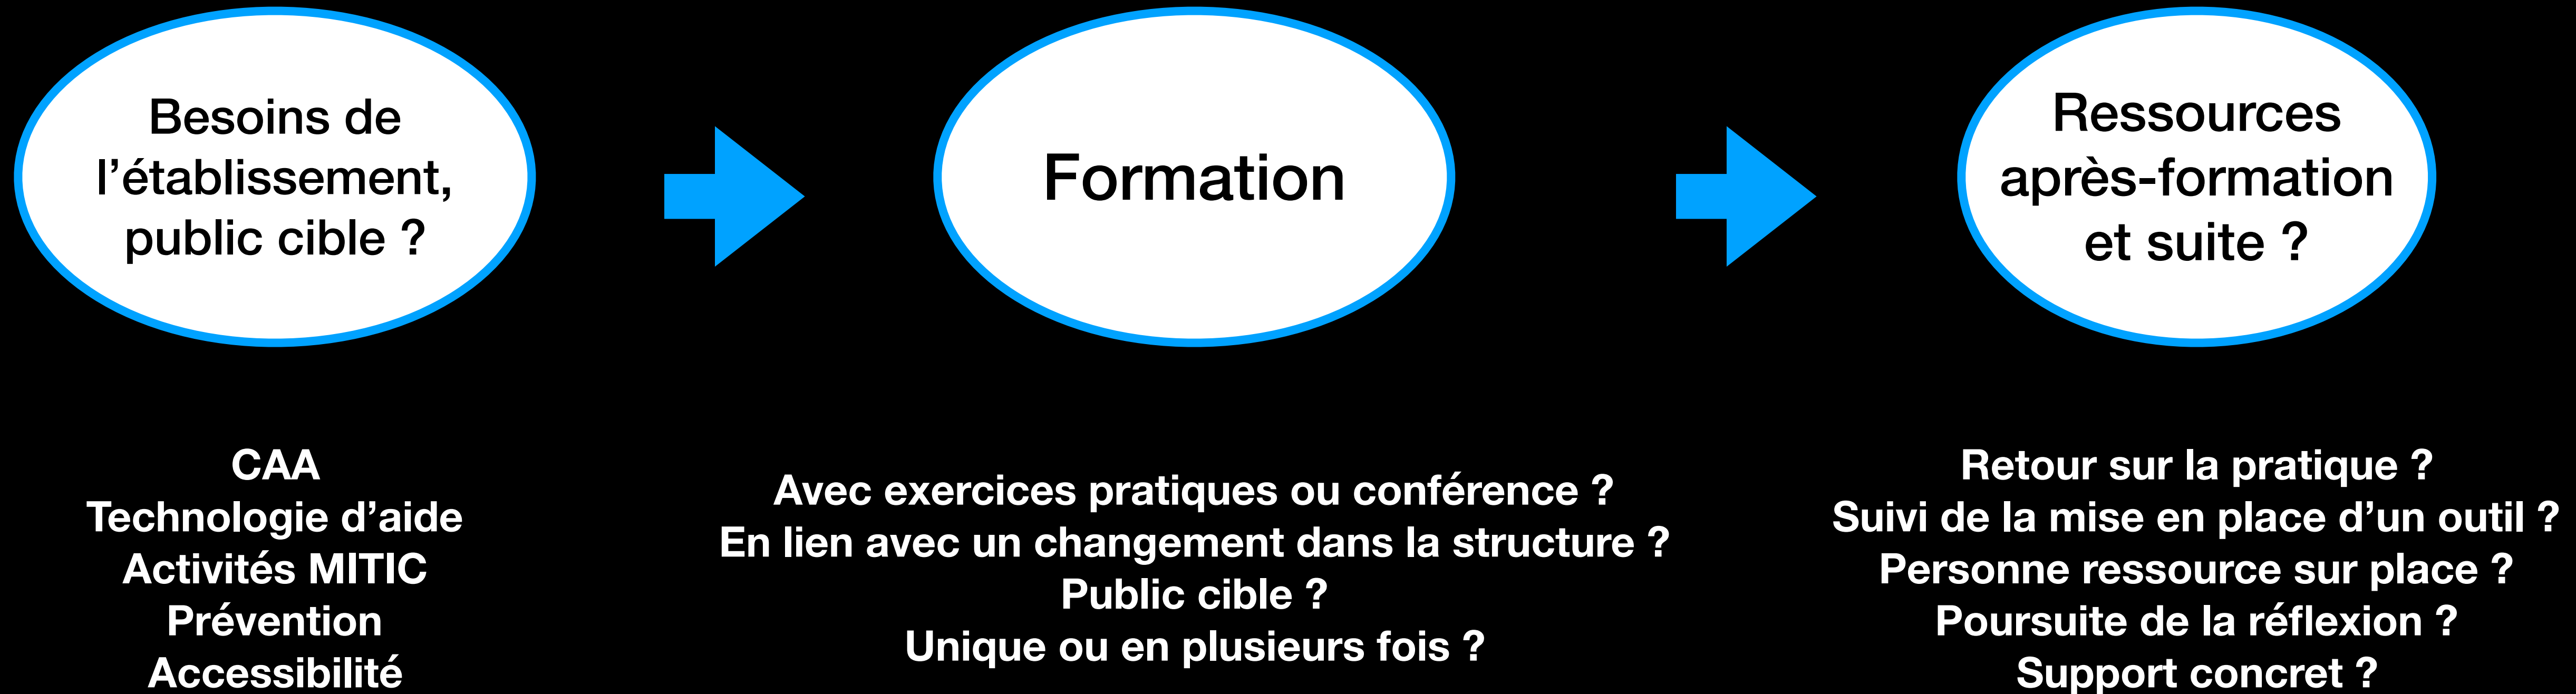 Besoins de
l’établissement,
public cible ?
Formation
Ressources
après-formation
et suite ?
CAA
Technologie d’aide
Activités MITIC
Prévention
Accessibilité
Avec exercices pratiques ou conférence ?
En lien avec un changement dans la structure ?
Public cible ?
Unique ou en plusieurs fois ?
Retour sur la pratique ?
Suivi de la mise en place d’un outil ?
Personne ressource sur place ?
Poursuite de la réflexion ?
Support concret ?